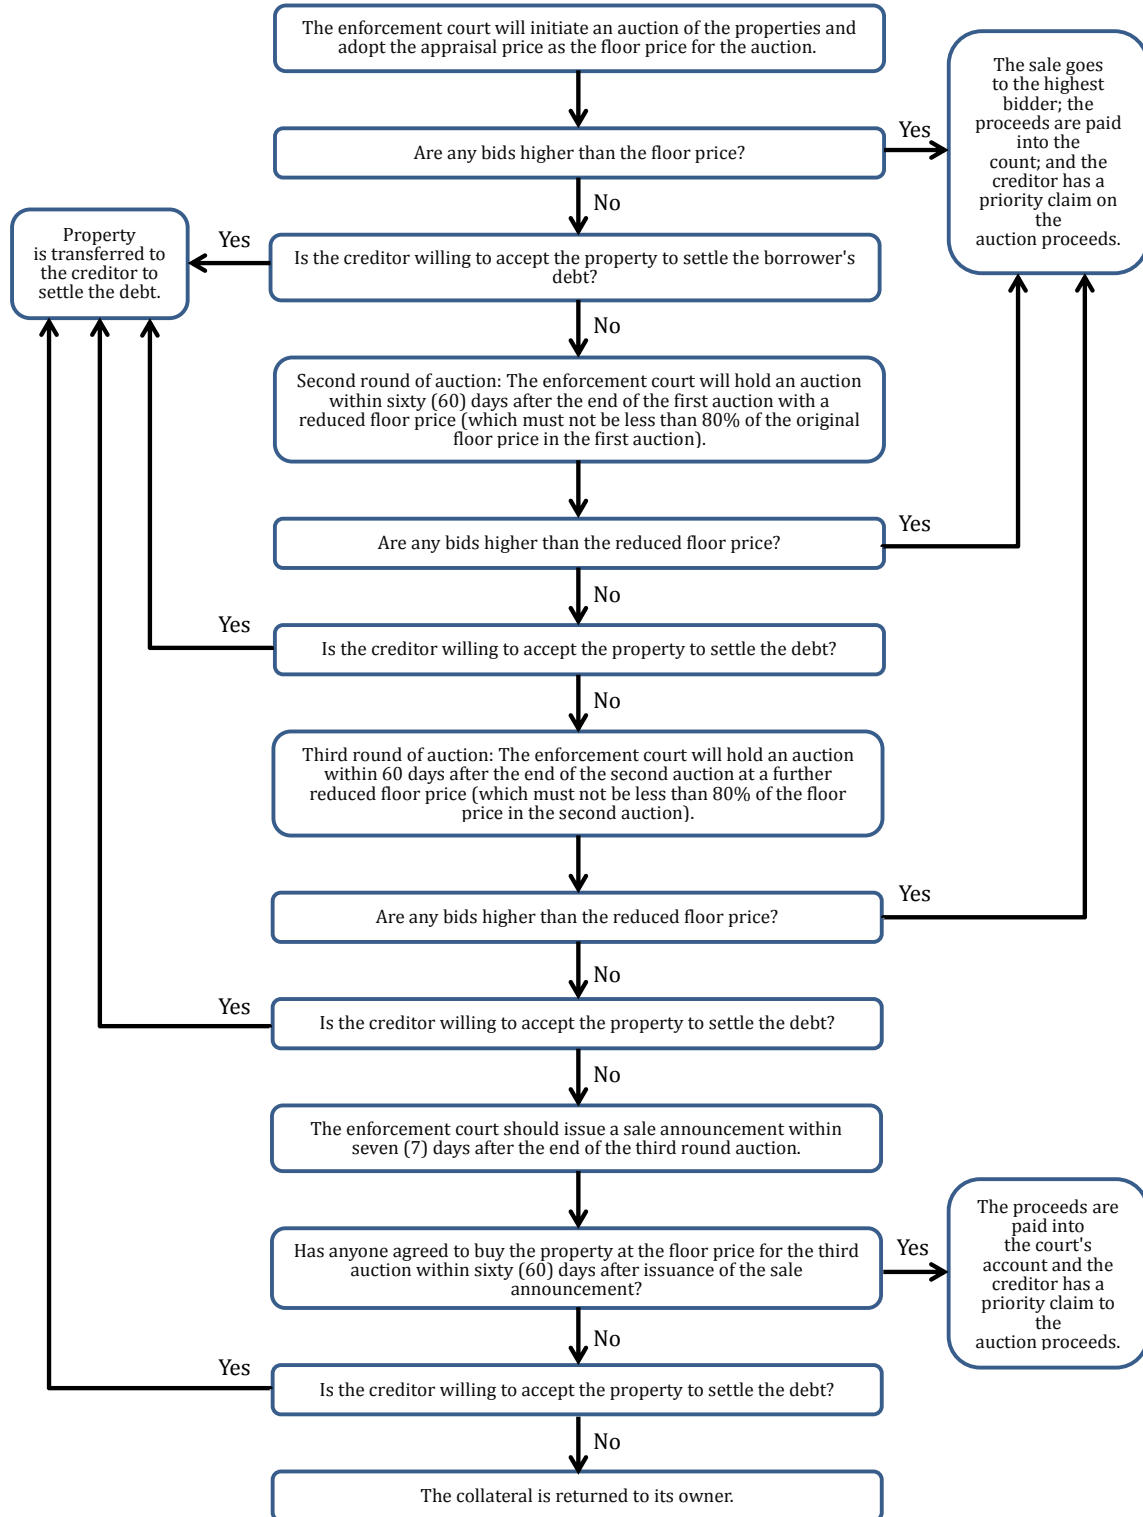 The enforcement court will initiate an auction of the properties and
adopt the appraisal price as the floor price for the auction.
The sale goes
to the highest
bidder; the
proceeds are paid
into the
count; and the
creditor has a
priority claim on
the
auction proceeds.
Yes
Are any bids higher than the floor price?
No
Property
is transferred to
the creditor to
settle the debt.
Yes
Is the creditor willing to accept the property to settle the borrower's
debt?
No
Second round of auction: The enforcement court will hold an auction
within sixty (60) days after the end of the first auction with a
reduced floor price (which must not be less than 80% of the original
floor price in the first auction).
Are any bids higher than the reduced floor price?
Yes
No
Yes
Is the creditor willing to accept the property to settle the debt?
No
Third round of auction: The enforcement court will hold an auction
within 60 days after the end of the second auction at a further
reduced floor price (which must not be less than 80% of the floor
price in the second auction).
Yes
Are any bids higher than the reduced floor price?
No
Yes
Is the creditor willing to accept the property to settle the debt?
No
The enforcement court should issue a sale announcement within
seven (7) days after the end of the third round auction.
Has anyone agreed to buy the property at the floor price for the third
auction within sixty (60) days after issuance of the sale
announcement?
Yes
The proceeds are
paid into
the court's
account and the
creditor has a
priority claim to
the
auction proceeds.
No
Yes
Is the creditor willing to accept the property to settle the debt?
No
The collateral is returned to its owner.